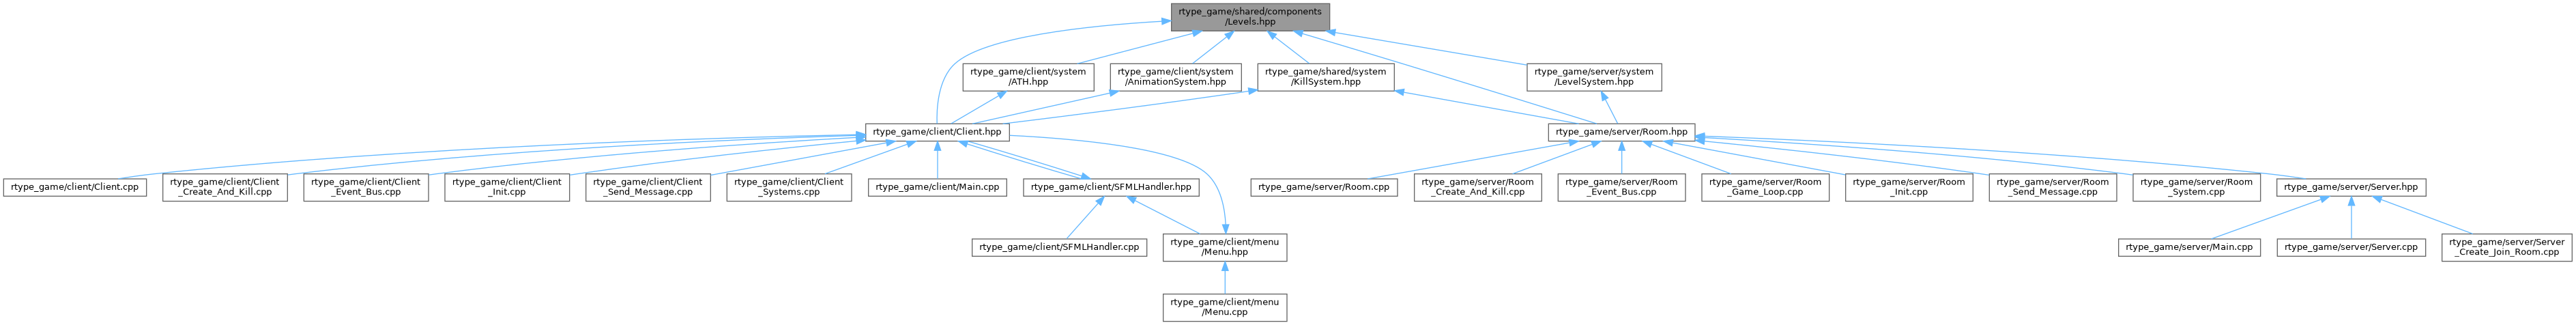 rtype_game/shared/components
/Levels.hpp
rtype_game/client/system
/ATH.hpp
rtype_game/client/system
/AnimationSystem.hpp
rtype_game/shared/system
/KillSystem.hpp
rtype_game/server/system
/LevelSystem.hpp
rtype_game/client/Client.hpp
rtype_game/server/Room.hpp
rtype_game/client/Client.cpp
rtype_game/client/Client
_Create_And_Kill.cpp
rtype_game/client/Client
_Event_Bus.cpp
rtype_game/client/Client
_Init.cpp
rtype_game/client/Client
_Send_Message.cpp
rtype_game/client/Client
_Systems.cpp
rtype_game/client/Main.cpp
rtype_game/client/SFMLHandler.hpp
rtype_game/server/Room.cpp
rtype_game/server/Room
_Create_And_Kill.cpp
rtype_game/server/Room
_Event_Bus.cpp
rtype_game/server/Room
_Game_Loop.cpp
rtype_game/server/Room
_Init.cpp
rtype_game/server/Room
_Send_Message.cpp
rtype_game/server/Room
_System.cpp
rtype_game/server/Server.hpp
rtype_game/client/SFMLHandler.cpp
rtype_game/client/menu
/Menu.hpp
rtype_game/server/Main.cpp
rtype_game/server/Server.cpp
rtype_game/server/Server
_Create_Join_Room.cpp
rtype_game/client/menu
/Menu.cpp